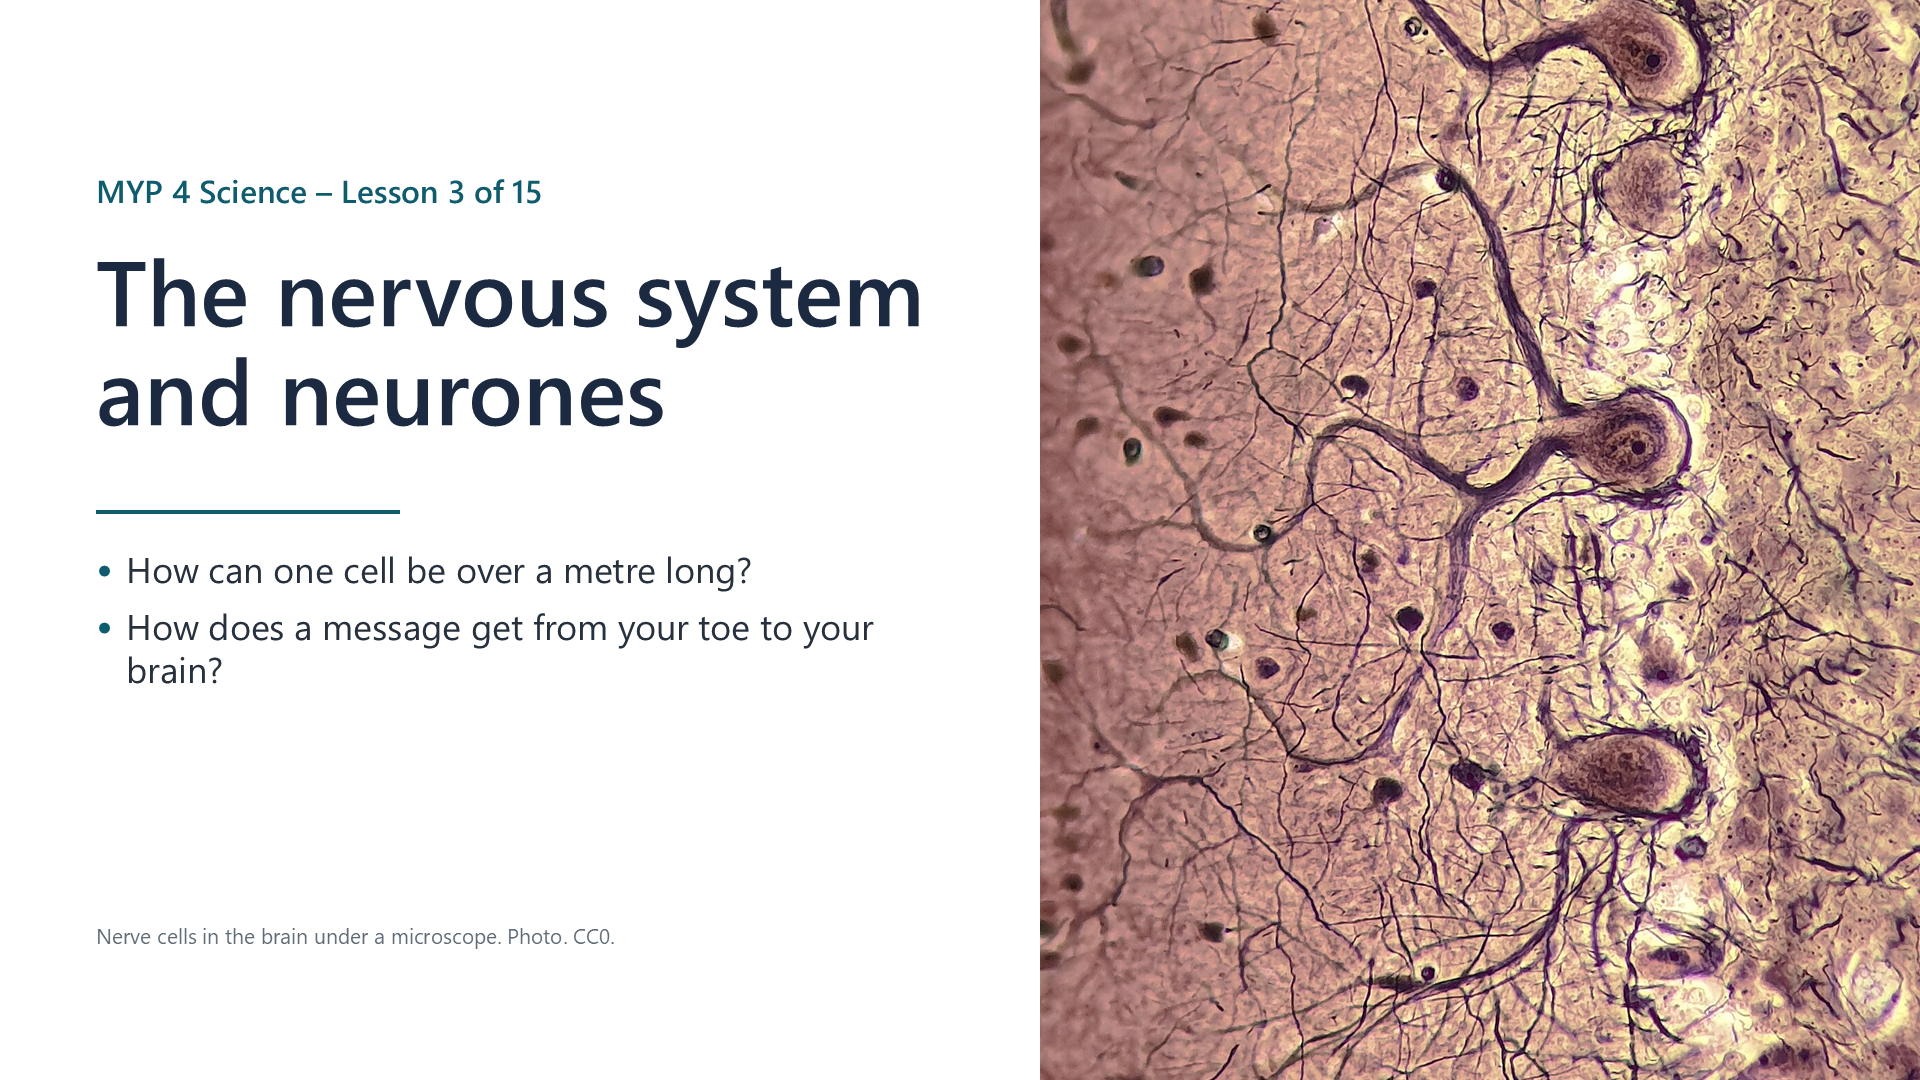 MYP 4 Science – Lesson 3 of 15
The nervous system
and neurones
• How can one cell be over a metre long?
• How does a message get from your toe to your
brain?
Nerve cells in the brain under a microscope. Photo. CC0.